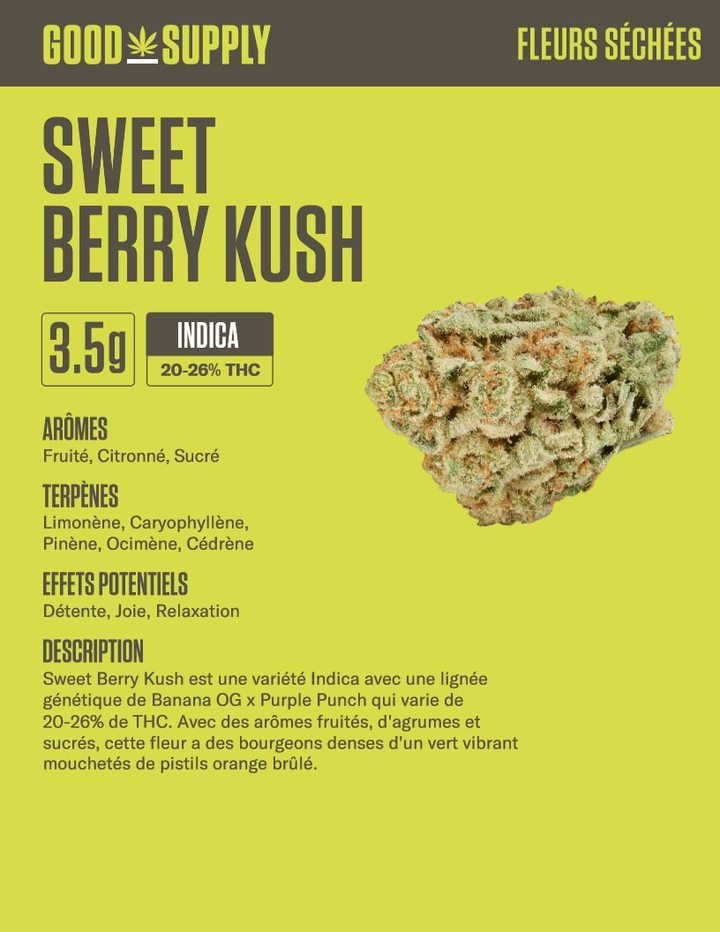 GOOD SUPPLY
FLEURS SÉCHÉES
SWEET
BERRY KUSH
3.5g
INDICA
20-26% THC
ARÔMES
Fruité, Citronné, Sucré
TERPÈNES
Limonène, Caryophyllène,
Pinène, Ocimène, Cédrène
EFFETS POTENTIELS
Détente, Joie, Relaxation
DESCRIPTION
Sweet Berry Kush est une variété Indica avec une lignée
génétique de Banana OG x Purple Punch qui varie de
20-26% de THC. Avec des arômes fruités, d'agrumes et
sucrés, cette fleur a des bourgeons denses d'un vert vibrant
mouchetés de pistils orange brûlé.